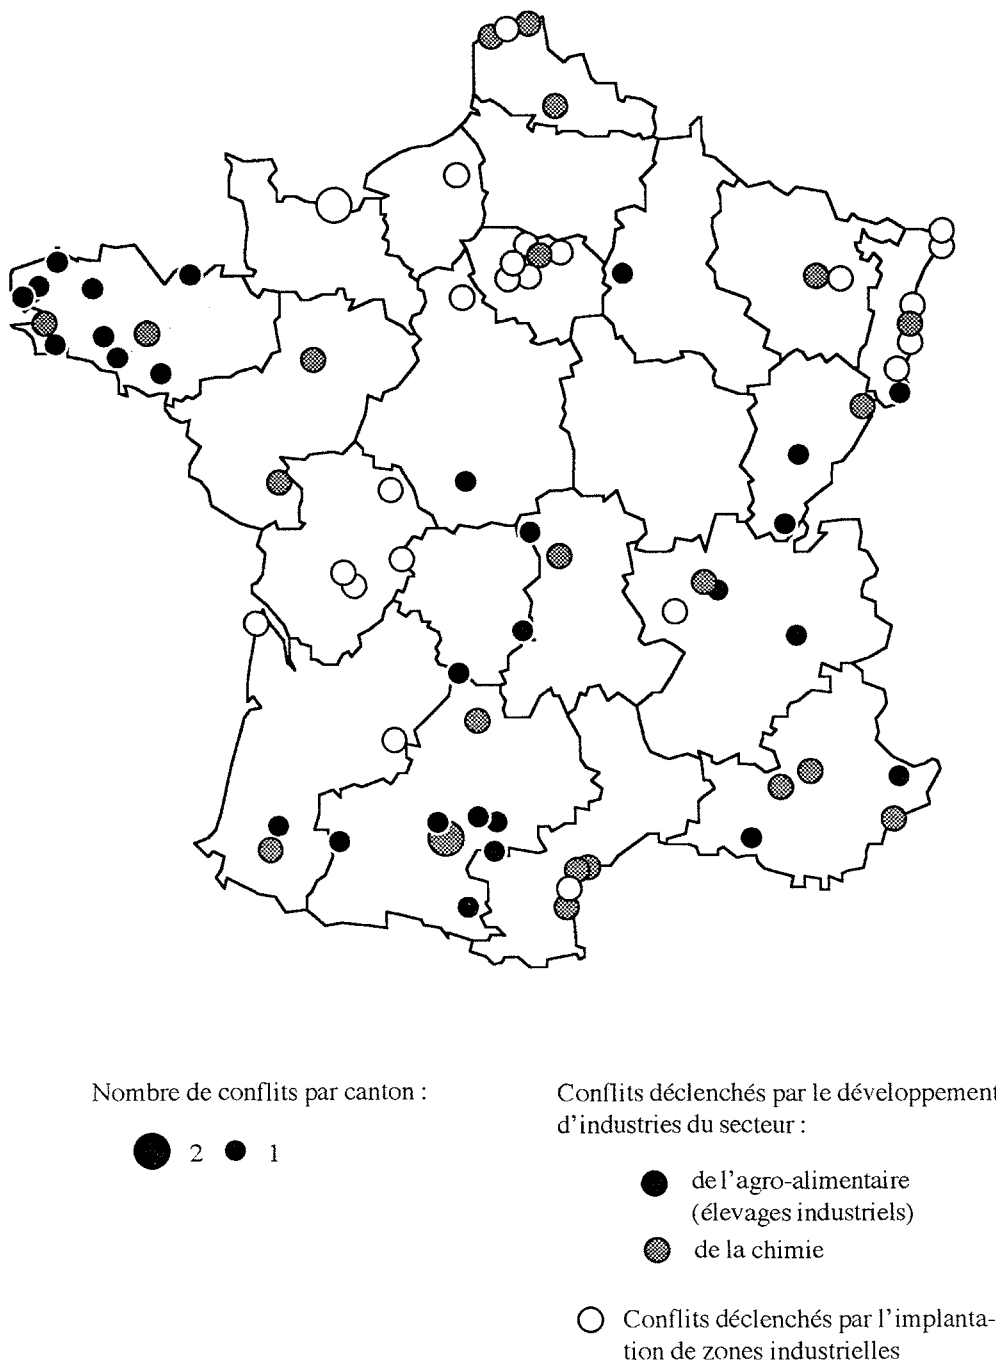 Nombre de conflits par canton :
2 1
Conflits déclenchés par le développement
d'industries du secteur :
de l'agro-alimentaire
(élevages industriels)
de la chimie
Conflits déclenchés par l'implanta-
tion de zones industrielles